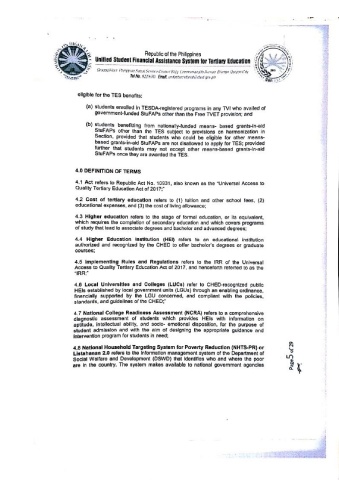 Republic of the Philippines
Unified Student Financial Assistance System for Tertiary Education
eligible for the TES benefits:
(a) students enrolled in TESDA-registered programs in any TVI who availed of
government-funded StuFAPs other than the Free TVET provision; and
(b) students benefiting from nationally-funded means- based grants-in-aid
StuFAPs other than the TES subject to provisions on harmonization in
Section, provided that students who could be eligible for other means-
based grants-in-aid StuFAPs are not disallowed to apply for TES; provided
further that students may not accept other means-based grants-in-aid
StuFAPs once they are awarded the TES.
4.0 DEFINITION OF TERMS
4.1 Act refers to Republic Act No. 10931, also known as the "Universal Access to
Quality Tertiary Education Act of 2017;"
4.2 Cost of tertiary education refers to (1) tuition and other school fees, (2)
educational expenses, and (3) the cost of living allowance;
4.3 Higher education refers to the stage of formal education, or its equivalent,
which requires the completion of secondary education and which covers programs
of study that lead to associate degrees and bachelor and advanced degrees;
4.4 Higher Education Institution (HEI) refers to an educational institution
authorized and recognized by the CHED to offer bachelor's degrees or graduate
courses;
4.5 Implementing Rules and Regulations refers to the IRR of the Universal
Access to Quality Tertiary Education Act of 2017, and henceforth referred to as the
"IRR;"
4.6 Local Universities and Colleges (LUCs) refer to CHED-recognized public
HEIs established by local government units (LGUs) through an enabling ordinance,
financially supported by the LGU concerned, and compliant with the policies,
standards, and guidelines of the CHED;
4.7 National College Readiness Assessment (NCRA) refers to a comprehensive
diagnostic assessment of students which provides HEIs with information on
aptitude, intellectual ability, and socio- emotional disposition, for the purpose of
student admission and with the aim of designing the appropriate guidance and
intervention program for students in need;
4.8 National Household Targeting System for Poverty Reduction (NHTS-PR) or
Listahanan 2.0 refers to the information management system of the Department of
Social Welfare and Development (DSWD) that identifies who and where the poor
are in the country. The system makes available to national government agencies
Page 5 of 29